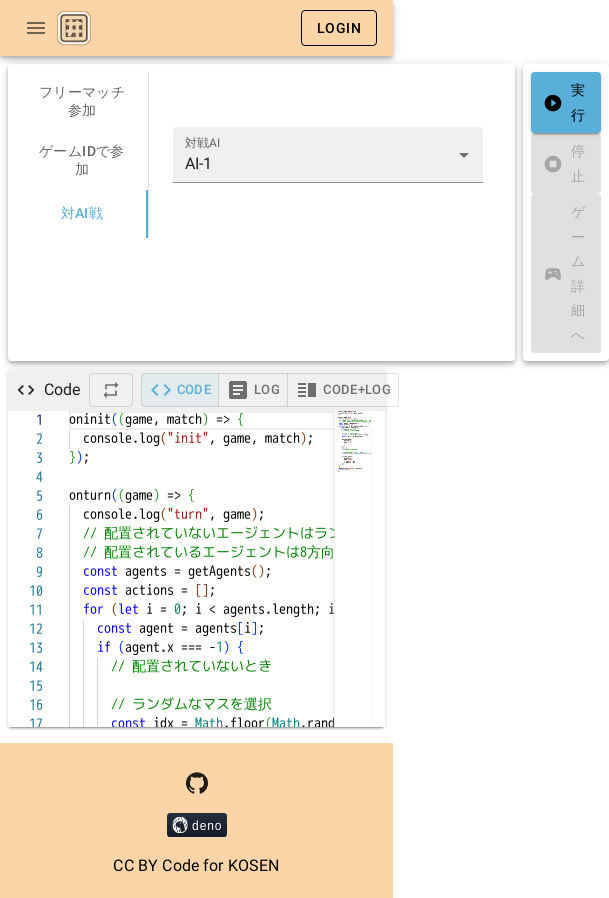 LOGIN
フリーマッチ
参加
ゲームIDで参
加
対AI戦
対戦AI
AI-1
実
行
停
止
ゲ
ー
ム
詳
細
へ
Code
CODE
LOG
CODE+LOG
1 oninit((game, match) => {
2 console.log("init", game, match);
3 });
4
5 onturn((game) => {
6 console.log("turn", game);
7 // 配置されていないエージェントはラン
8 // 配置されているエージェントは8方向
9 const agents = getAgents();
10 const actions = [];
11 for (let i = 0; i < agents.length; i
12 const agent = agents[i];
13 if (agent.x === -1) {
14 // 配置されていないとき
15
16 // ランダムなマスを選択
17 const idx = Math.floor(Math.rand
deno
CC BY Code for KOSEN